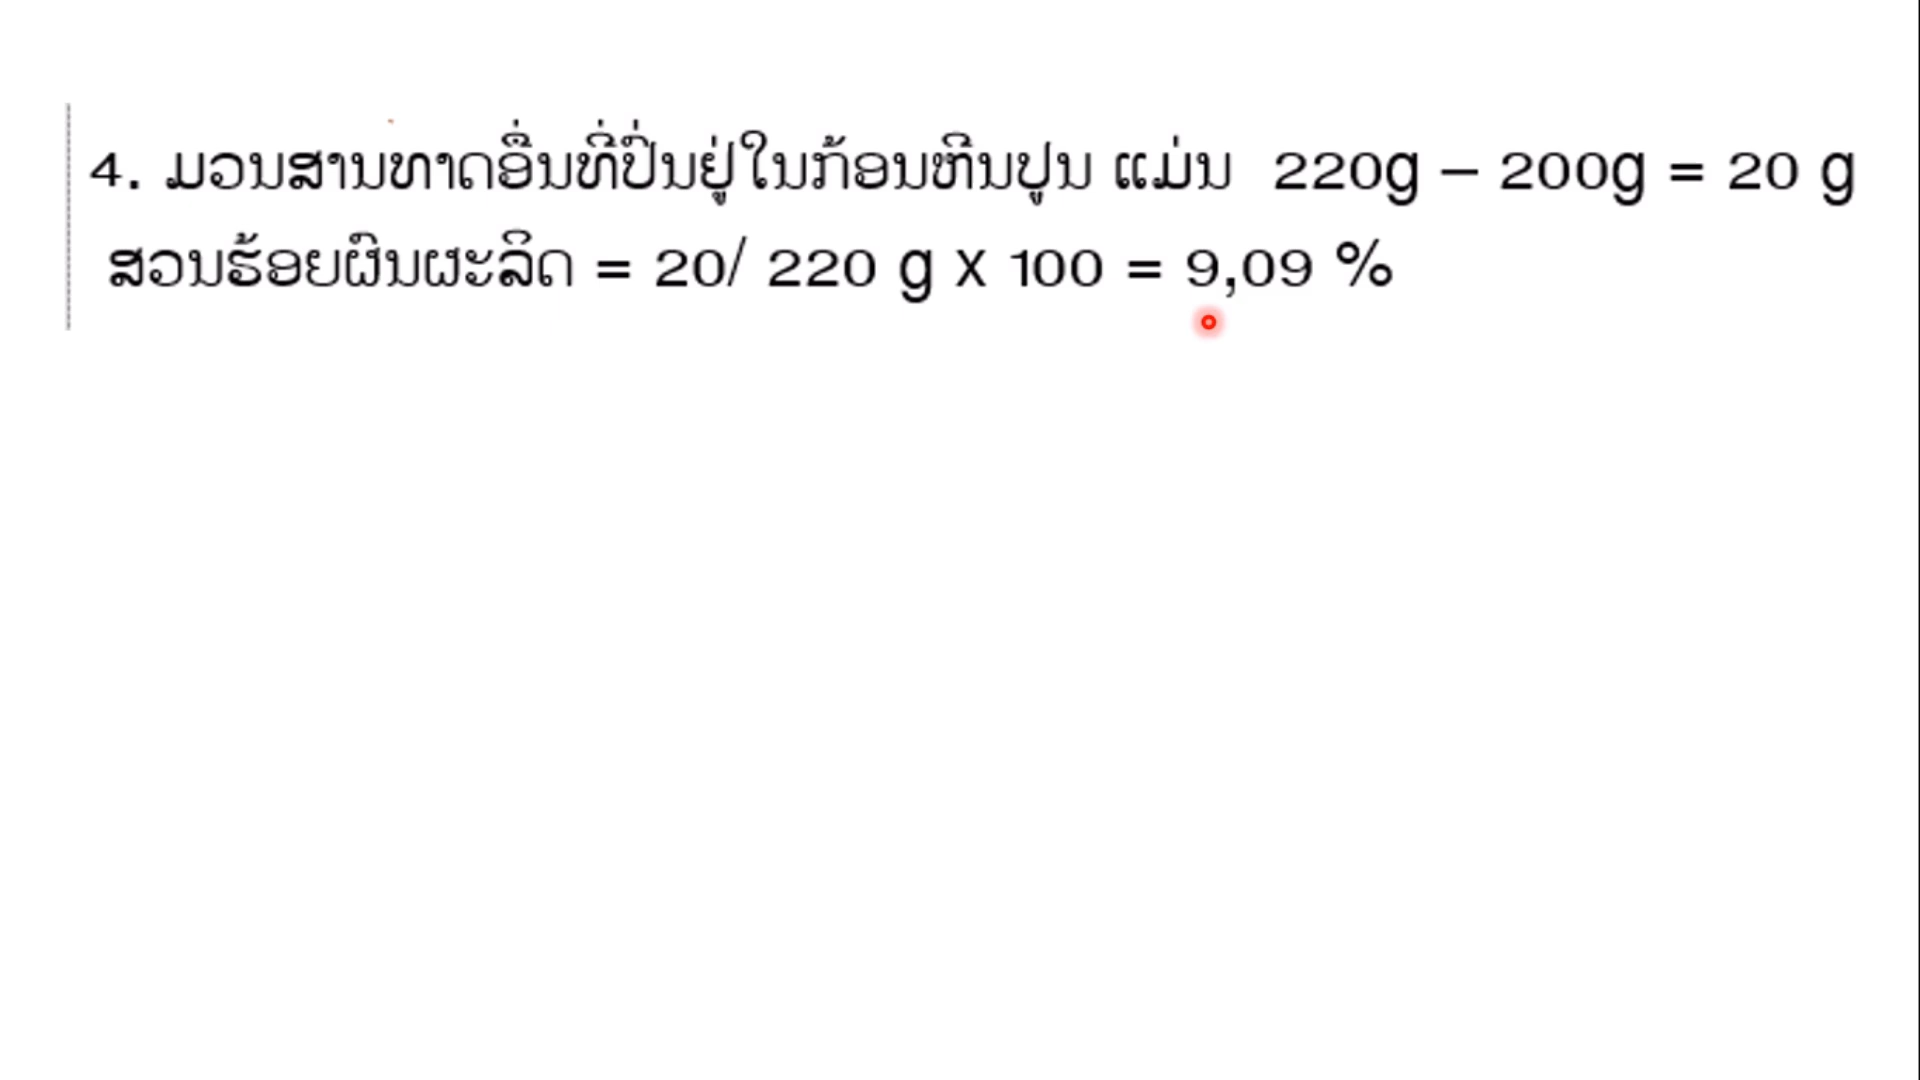 4. ມວນສານທາດອື່ນທີ່ປົ່ນຢູ່ໃນກ້ອນຫີນປູນ ແມ່ນ 220g – 200g = 20 g
ສວນຮ້ອຍຜົນຜະລິດ = 20/ 220 g X 100 = 9,09 %